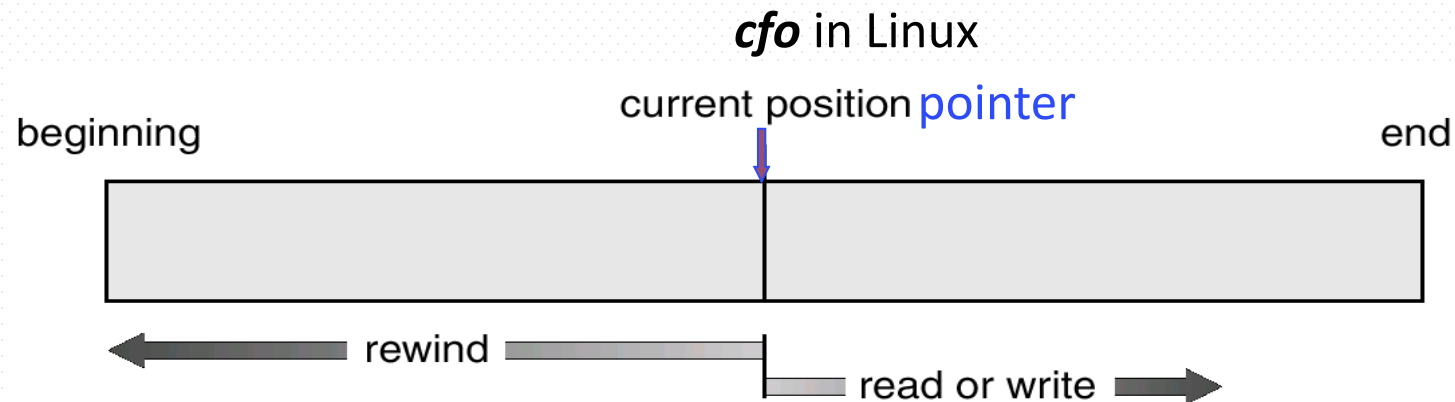 cfo in Linux
current position pointer
beginning
end
rewind
read or write